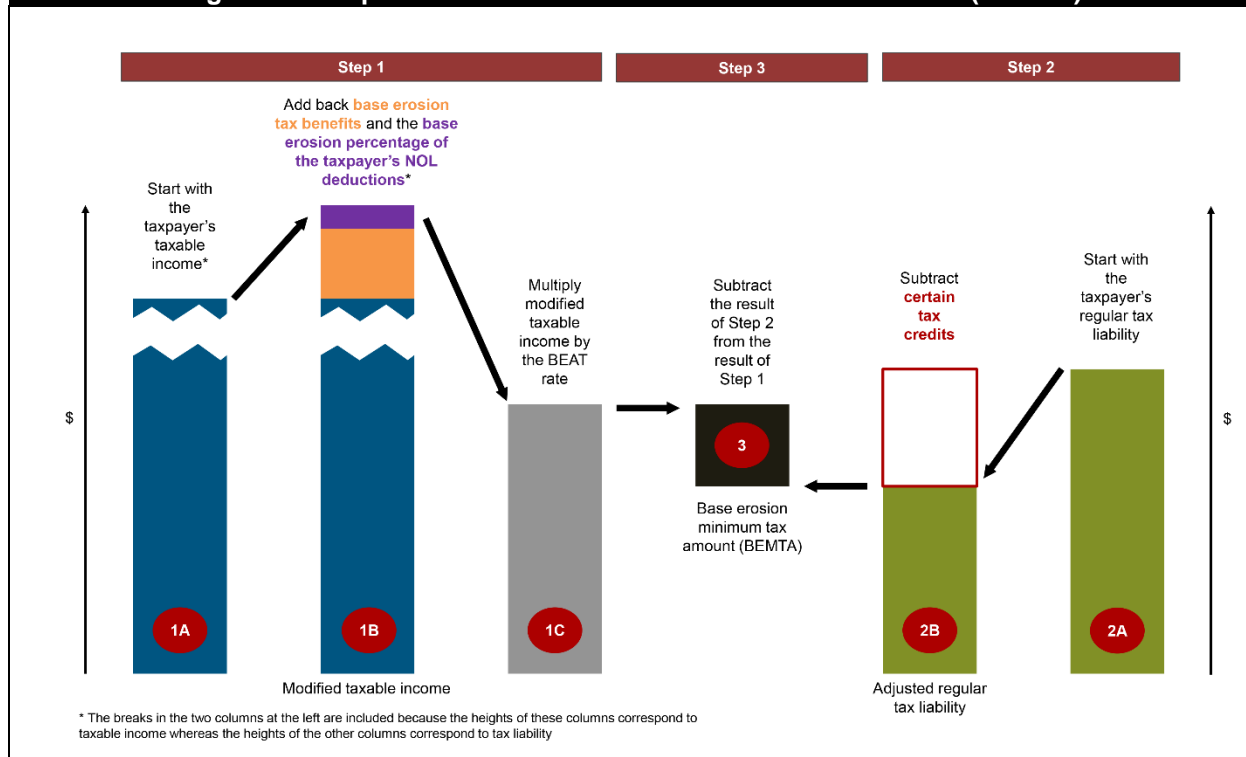 Step 1
Step 3
Step 2
Add back base erosion
tax benefits and the base
erosion percentage of
the taxpayer's NOL
deductions*
Start with
the
taxpayer's
taxable
income*
Multiply
modified
taxable
income by
the BEAT
rate
Subtract
the result
of Step 2
from the
result of
Step 1
Subtract
certain
tax
credits
Start with
the
taxpayer's
regular tax
liability
$
$
3
Base erosion
minimum tax
amount (BEMTA)
1A
1B
1C
2B
2A
Modified taxable income
Adjusted regular
tax liability
* The breaks in the two columns at the left are included because the heights of these columns correspond to
taxable income whereas the heights of the other columns correspond to tax liability